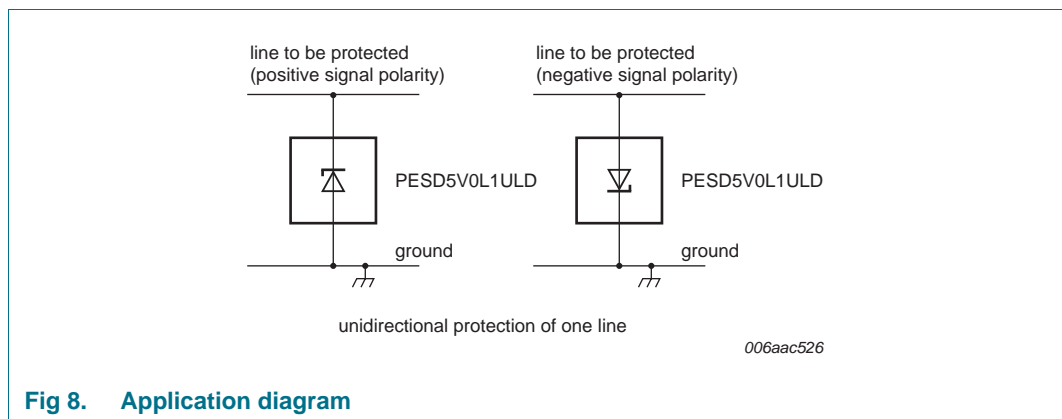 line to be protected
(positive signal polarity)
PESD5V0L1ULD
ground
line to be protected
(negative signal polarity)
PESD5V0L1ULD
ground
unidirectional protection of one line
006aac526
Fig 8. Application diagram